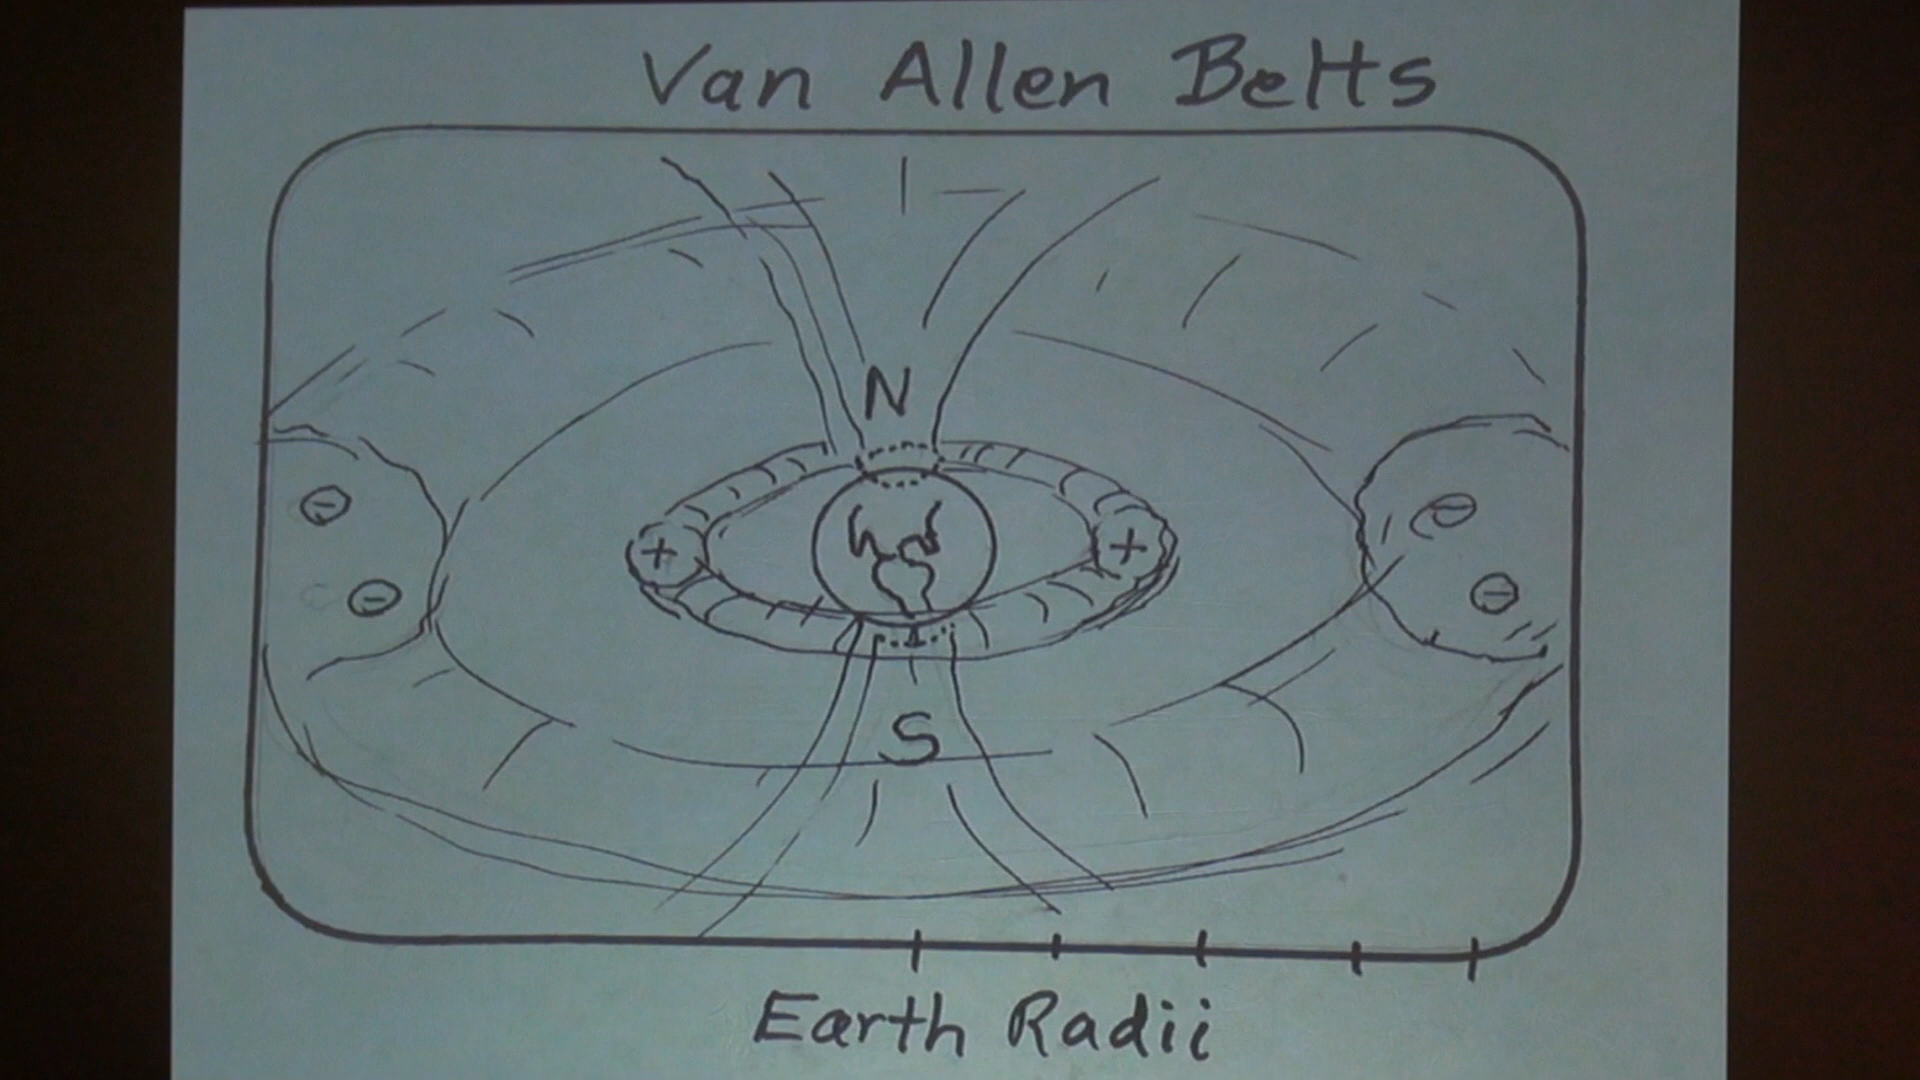 Van Allen Belts
N
− + + −
− −
S
Earth Radii